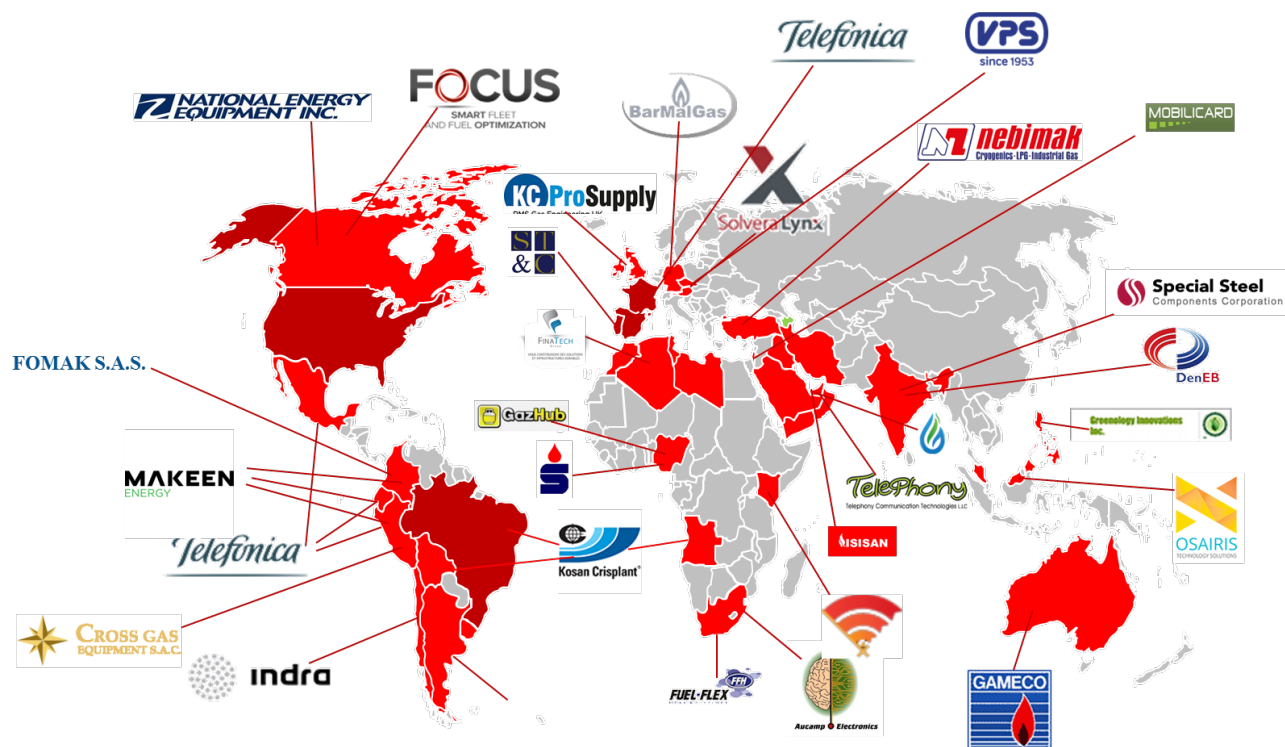 Telefónica
VPS
since 1953
NATIONAL ENERGY
EQUIPMENT INC.
FOCUS
SMART FLEET
AND FUEL OPTIMIZATION
BarMalGas
MOBILICARD
nebimak
Cryogenics·LPG·Industrial Gas
KC ProSupply
SolveraLynx
ST
& C
Special Steel
Components Corporation
FINATECH
FOMAK S.A.S.
DenEB
GazHub
Greenology Innovations
Inc.
MAKEEN
ENERGY
S
TelePhony
Telephony Communication Technologies LLC
ISISAN
OSAIRIS
TECHNOLOGY SOLUTIONS
Telefónica
Kosan Crisplant
CROSS GAS
EQUIPMENT S.A.C.
indra
FUEL-FLEX
FFH
Aucamp Electronics
GAMECO